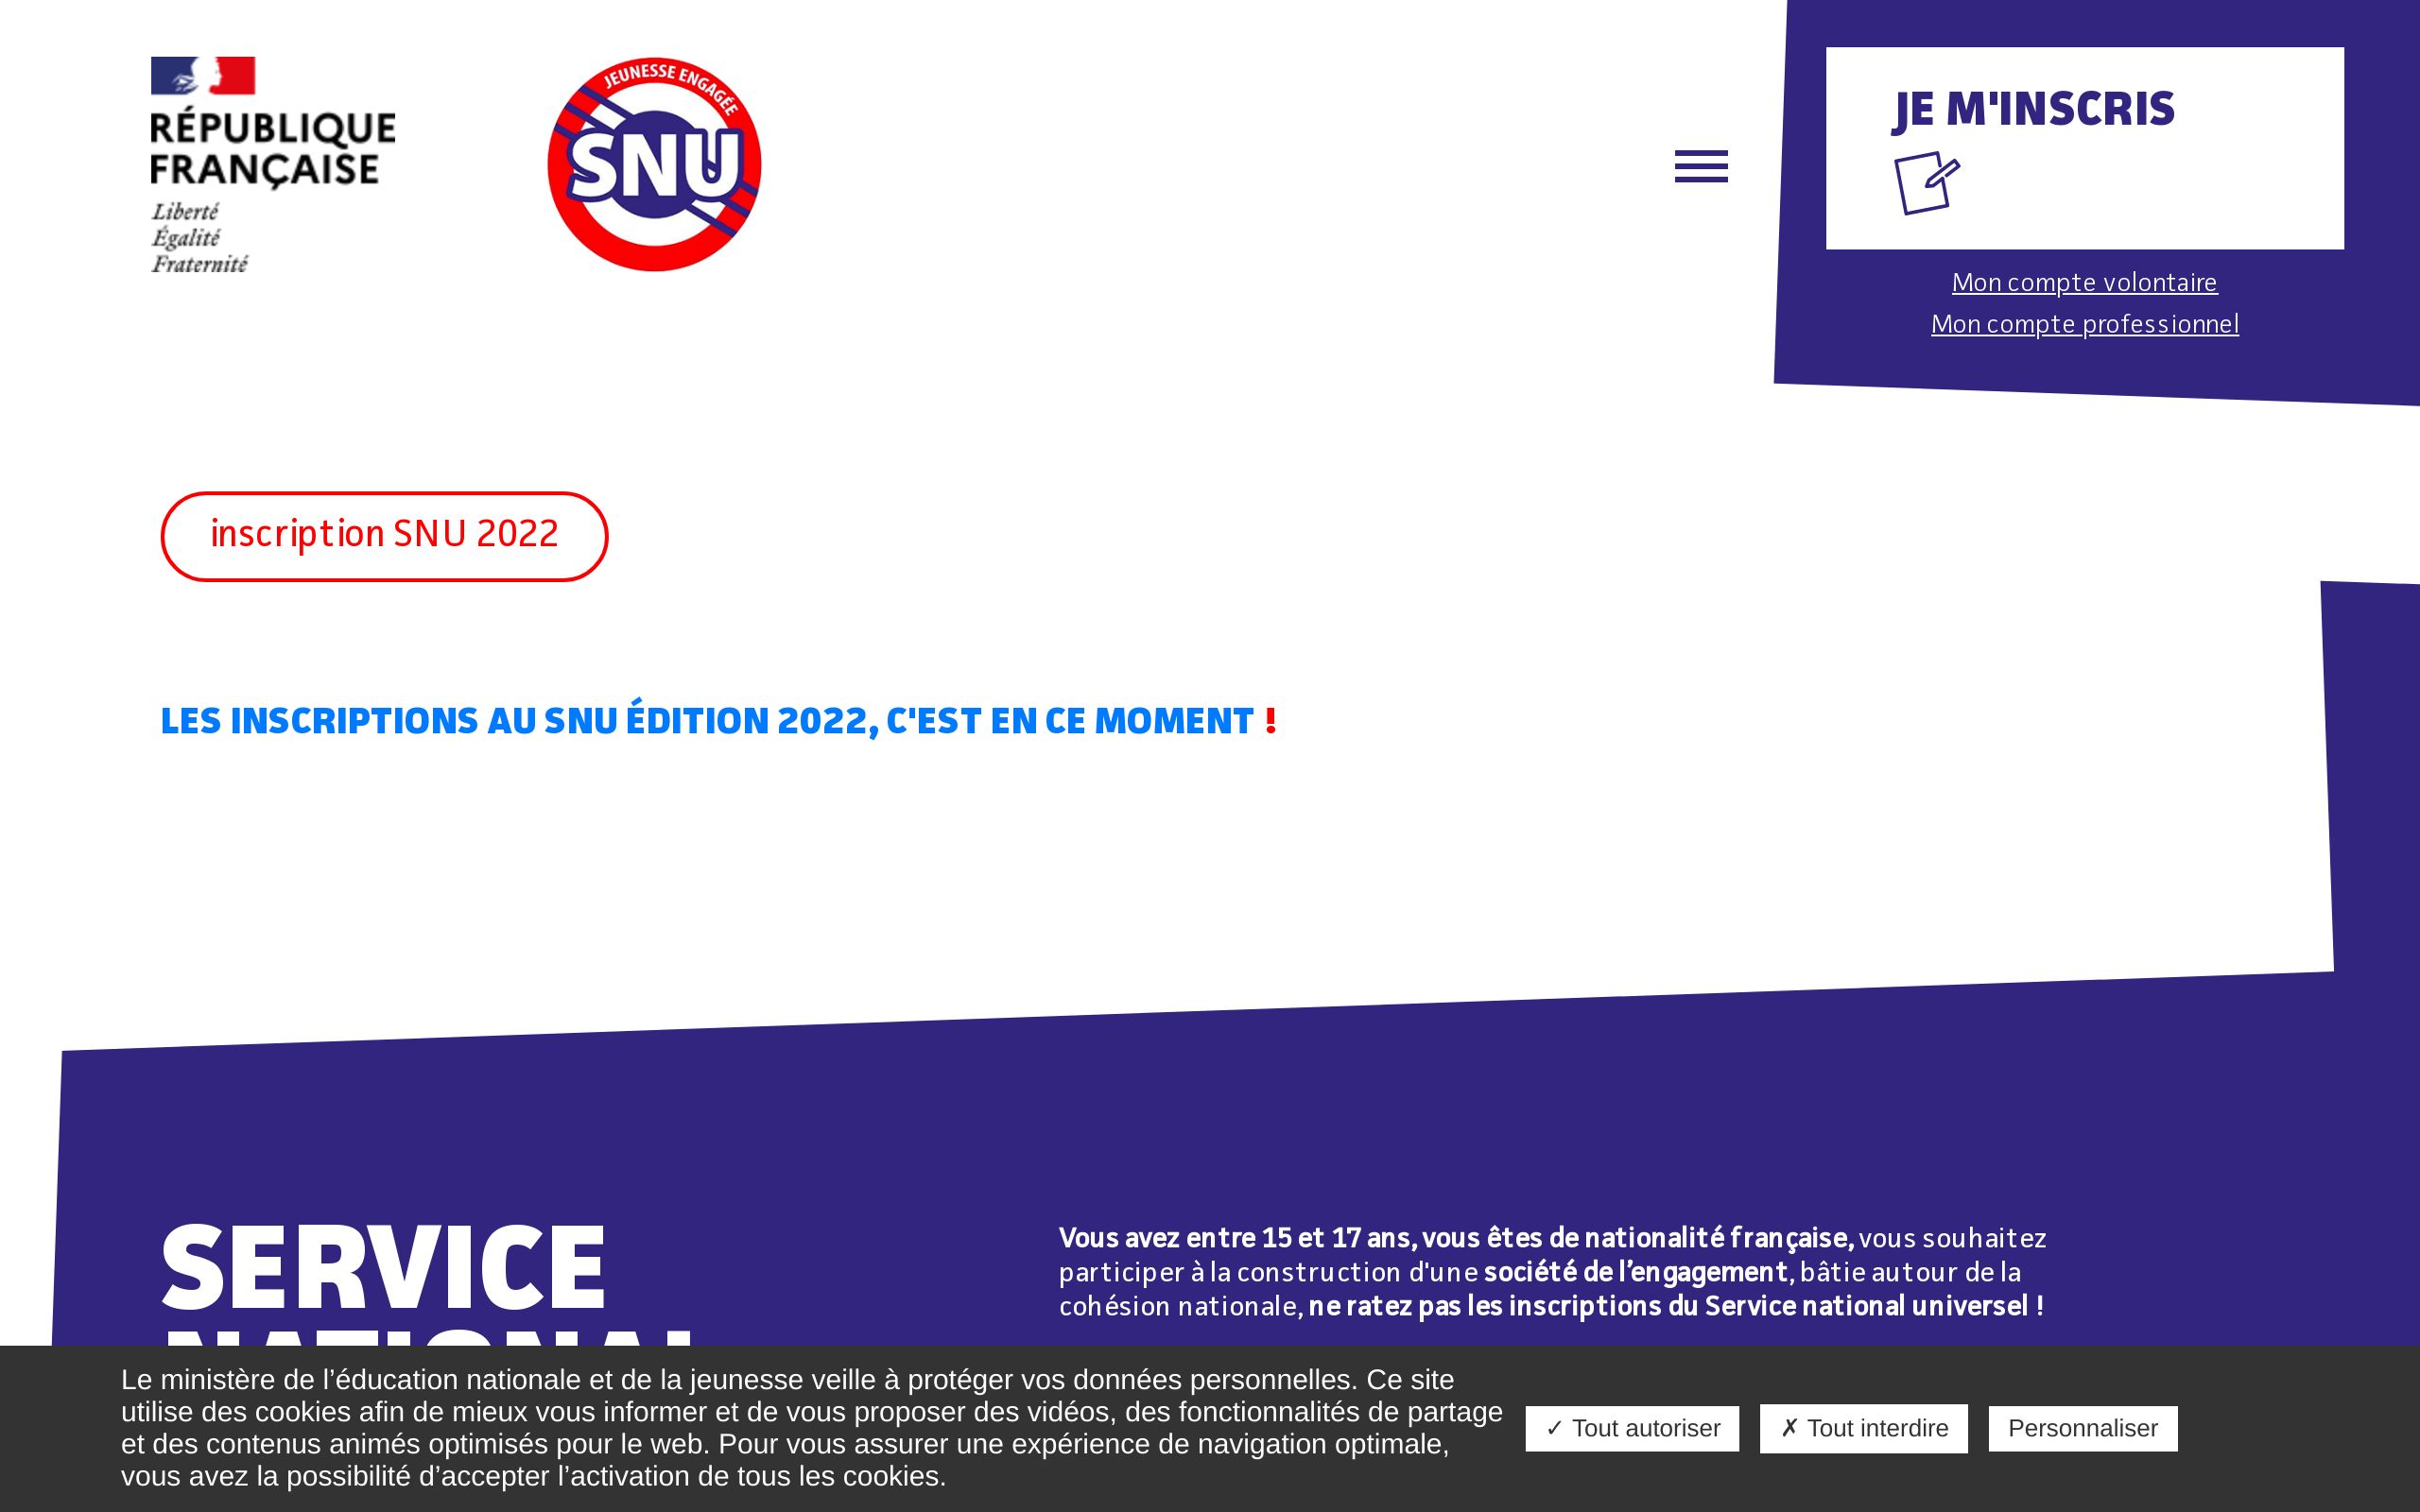 RÉPUBLIQUE
FRANÇAISE
Liberté
Égalité
Fraternité
JEUNESSE ENGAGÉE
SNU
JE M'INSCRIS
Mon compte volontaire
Mon compte professionnel
inscription SNU 2022
LES INSCRIPTIONS AU SNU ÉDITION 2022, C'EST EN CE MOMENT !
SERVICE
NATIONAL
Vous avez entre 15 et 17 ans, vous êtes de nationalité française, vous souhaitez
participer à la construction d'une société de l’engagement, bâtie autour de la
cohésion nationale, ne ratez pas les inscriptions du Service national universel !
Le ministère de l’éducation nationale et de la jeunesse veille à protéger vos données personnelles. Ce site
utilise des cookies afin de mieux vous informer et de vous proposer des vidéos, des fonctionnalités de partage
et des contenus animés optimisés pour le web. Pour vous assurer une expérience de navigation optimale,
vous avez la possibilité d’accepter l’activation de tous les cookies.
✓ Tout autoriser
✗ Tout interdire
Personnaliser